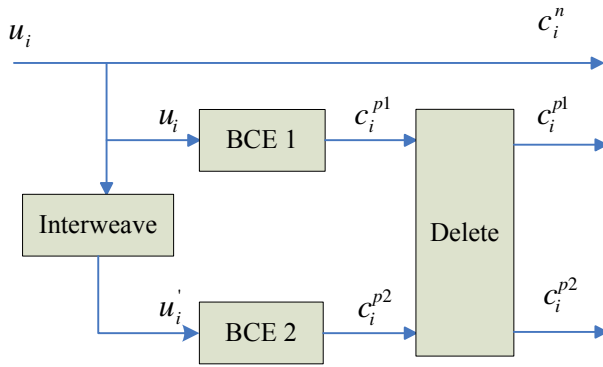 u_i c_i^n
u_i BCE 1 c_i^{p1} c_i^{p1}
Interweave Delete
u_i^' BCE 2 c_i^{p2} c_i^{p2}